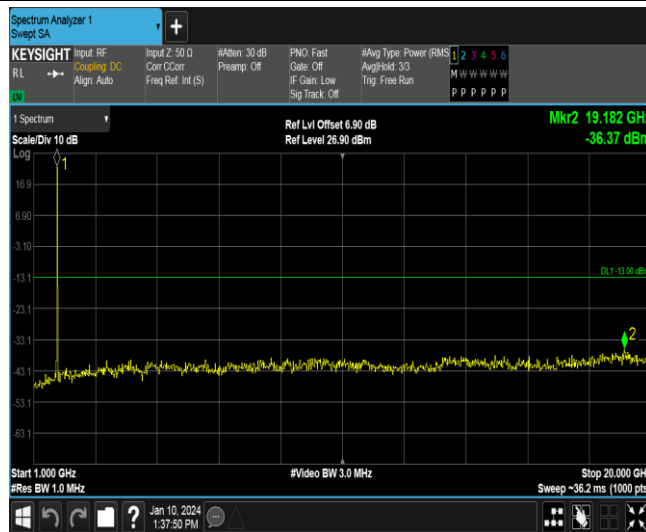 Spectrum Analyzer 1
Swept SA
+
KEYSIGHT
RL
Input: RF
Coupling: DC
Align: Auto
Input Z: 50 Ω
Corr CCorr
Freq Ref: Int (S)
#Atten: 30 dB
Preamp: Off
PNO: Fast
Gate: Off
IF Gain: Low
Sig Track: Off
#Avg Type: Power (RMS
Avg|Hold: 3/3
Trig: Free Run
1 2 3 4 5 6
M W W W W W
P P P P P P
1 Spectrum
Scale/Div 10 dB
Ref Lvl Offset 6.90 dB
Ref Level 26.90 dBm
Mkr2 19.182 GHz
-36.37 dBm
Log
1
16.9
6.90
-3.10
-13.1
DL1 -13.00 dBm
-23.1
2
-33.1
-43.1
-53.1
-63.1
Start 1.000 GHz
#Video BW 3.0 MHz
Stop 20.000 GH
#Res BW 1.0 MHz
Sweep ~36.2 ms (1000 pts
?
Jan 10, 2024
1:37:50 PM